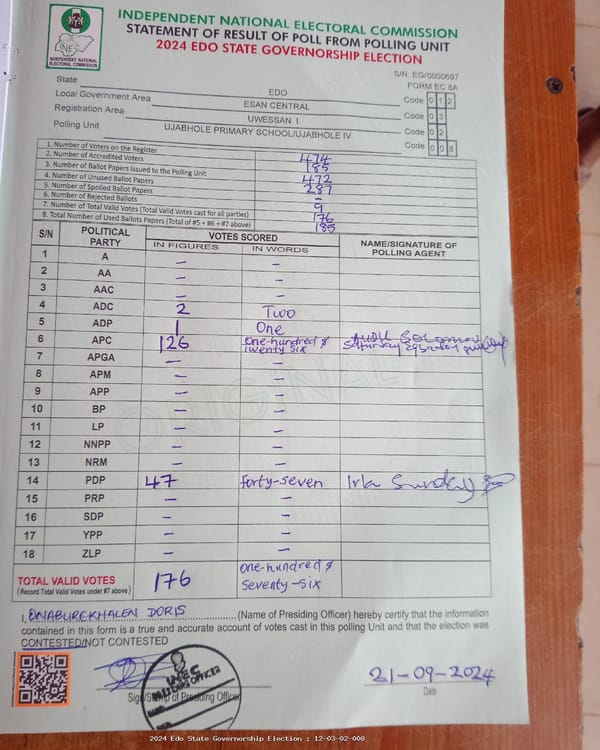 INDEPENDENT NATIONAL ELECTORAL COMMISSION
STATEMENT OF RESULT OF POLL FROM POLLING UNIT
2024 EDO STATE GOVERNORSHIP ELECTION
INEC
INDEPENDENT NATIONAL ELECTORAL COMMISSION
S/N: EG/0000697
FORM EC 8A
State EDO Code 0 1 2
Local Government Area ESAN CENTRAL Code 0 3
Registration Area UWESSAN I Code 0 2
Polling Unit UJABHOLE PRIMARY SCHOOL/UJABHOLE IV Code 0 0 8
1. Number of Voters on the Register 474
2. Number of Accredited Voters 185
3. Number of Ballot Papers Issued to the Polling Unit 472
4. Number of Unused Ballot Papers 287
5. Number of Spoiled Ballot Papers –
6. Number of Rejected Ballots 9
7. Number of Total Valid Votes (Total Valid Votes cast for all parties) 176
8. Total Number of Used Ballots Papers (Total of #5 + #6 + #7 above) 185
S/N POLITICAL PARTY VOTES SCORED NAME/SIGNATURE OF POLLING AGENT
IN FIGURES IN WORDS
1 A – –
2 AA – –
3 AAC – –
4 ADC 2 Two
5 ADP 1 One
6 APC 126 One-hundred & Twenty six
7 APGA – –
8 APM – –
9 APP – –
10 BP – –
11 LP – –
12 NNPP – –
13 NRM – –
14 PDP 47 Forty-seven Sunday
15 PRP – –
16 SDP – –
17 YPP – –
18 ZLP – –
TOTAL VALID VOTES 176 One-hundred & Seventy-six
(Record Total Valid Votes under #7 above)
ORIGINAL
I, ONABUREKHALEN DORIS (Name of Presiding Officer) hereby certify that the information
contained in this form is a true and accurate account of votes cast in this polling Unit and that the election was
CONTESTED/NOT CONTESTED
INEC
OFFICER
Sign/Stamp of Presiding Officer
21-09-2024
Date
2024 Edo State Governorship Election : 12-03-02-008